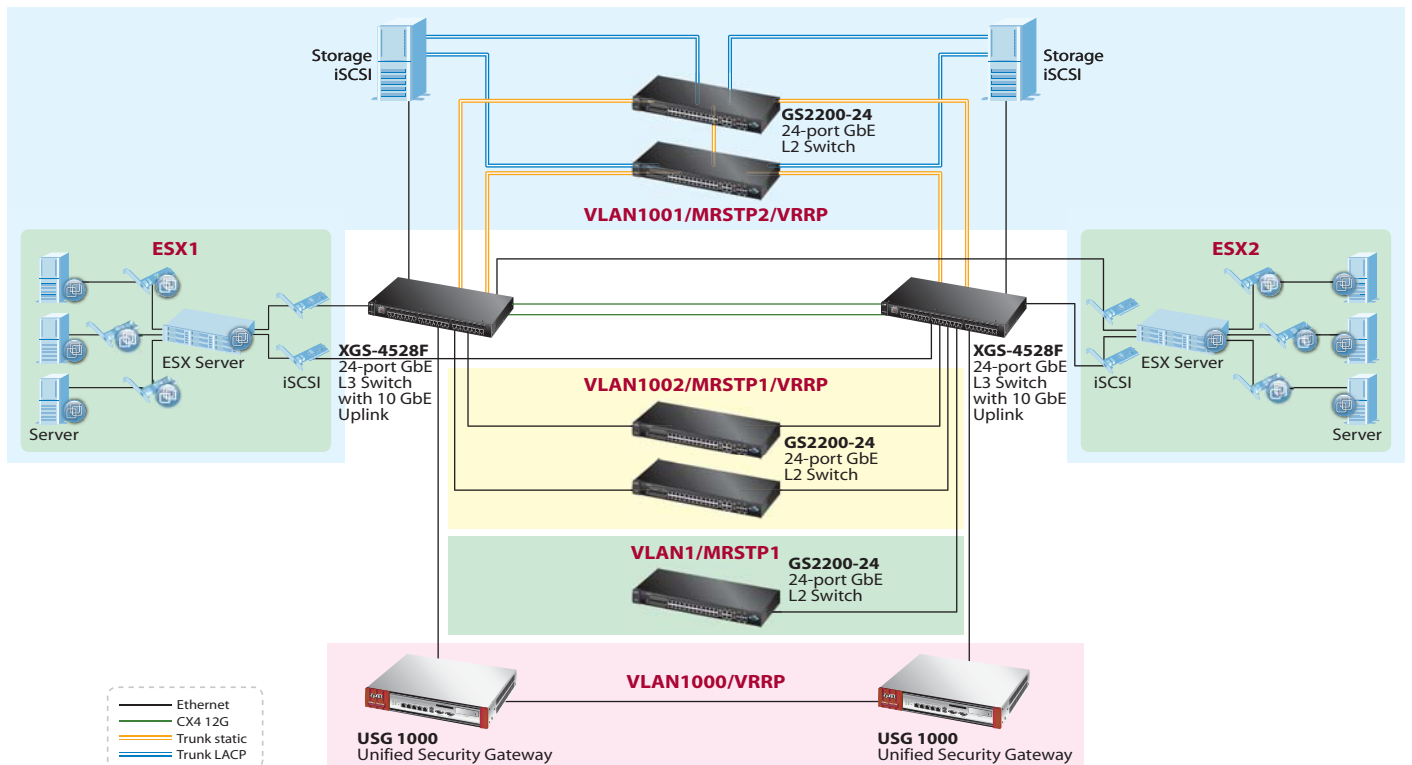 Storage
iSCSI
Storage
iSCSI
GS2200-24
24-port GbE
L2 Switch
VLAN1001/MRSTP2/VRRP
ESX1
ESX Server
iSCSI
Server
ESX2
ESX Server
iSCSI
Server
XGS-4528F
24-port GbE
L3 Switch
with 10 GbE
Uplink
XGS-4528F
24-port GbE
L3 Switch
with 10 GbE
Uplink
VLAN1002/MRSTP1/VRRP
GS2200-24
24-port GbE
L2 Switch
VLAN1/MRSTP1
GS2200-24
24-port GbE
L2 Switch
VLAN1000/VRRP
USG 1000
Unified Security Gateway
USG 1000
Unified Security Gateway
Ethernet
CX4 12G
Trunk static
Trunk LACP